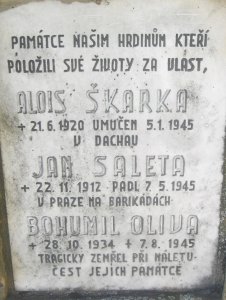 PAMÁTCE NAŠIM HRDINŮM KTEŘÍ
POLOŽILI SVÉ ŽIVOTY ZA VLAST,
ALOIS ŠKARKA
+ 21.6.1920 UMUČEN 5.1.1945
V DACHAU
JAN SALETA
+ 22.11.1912 PADL 7.5.1945
V PRAZE NA BARIKÁDÁCH
BOHUMIL OLIVA
+ 28.10.1934 + 7.8.1945
TRAGICKY ZEMŘEL PŘI NÁLETU-
ČEST JEJICH PAMÁTCE